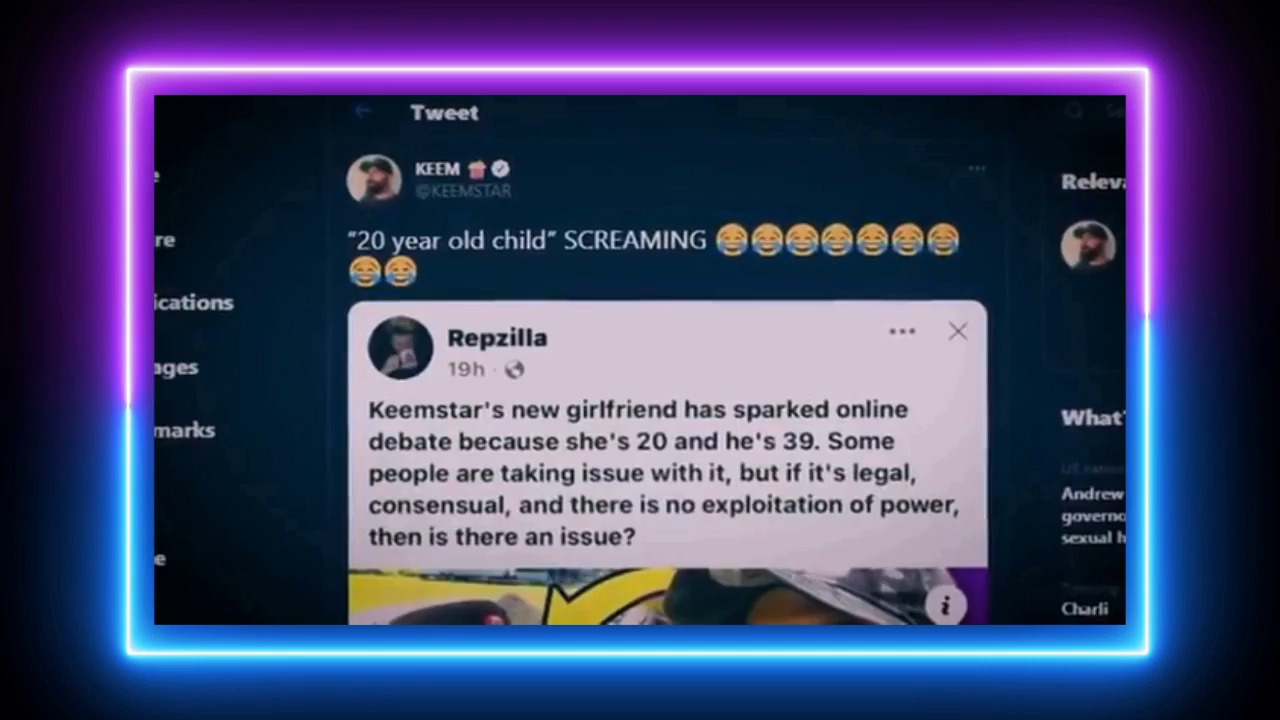 Tweet
KEEM
@KEEMSTAR
"20 year old child" SCREAMING 😂😂😂😂😂😂😂
😂😂
Repzilla
19h ·
Keemstar's new girlfriend has sparked online
debate because she's 20 and he's 39. Some
people are taking issue with it, but if it's legal,
consensual, and there is no exploitation of power,
then is there an issue?
e
re
ications
ages
marks
e
Releva
What'
Andrew
governo
sexual h
Charli